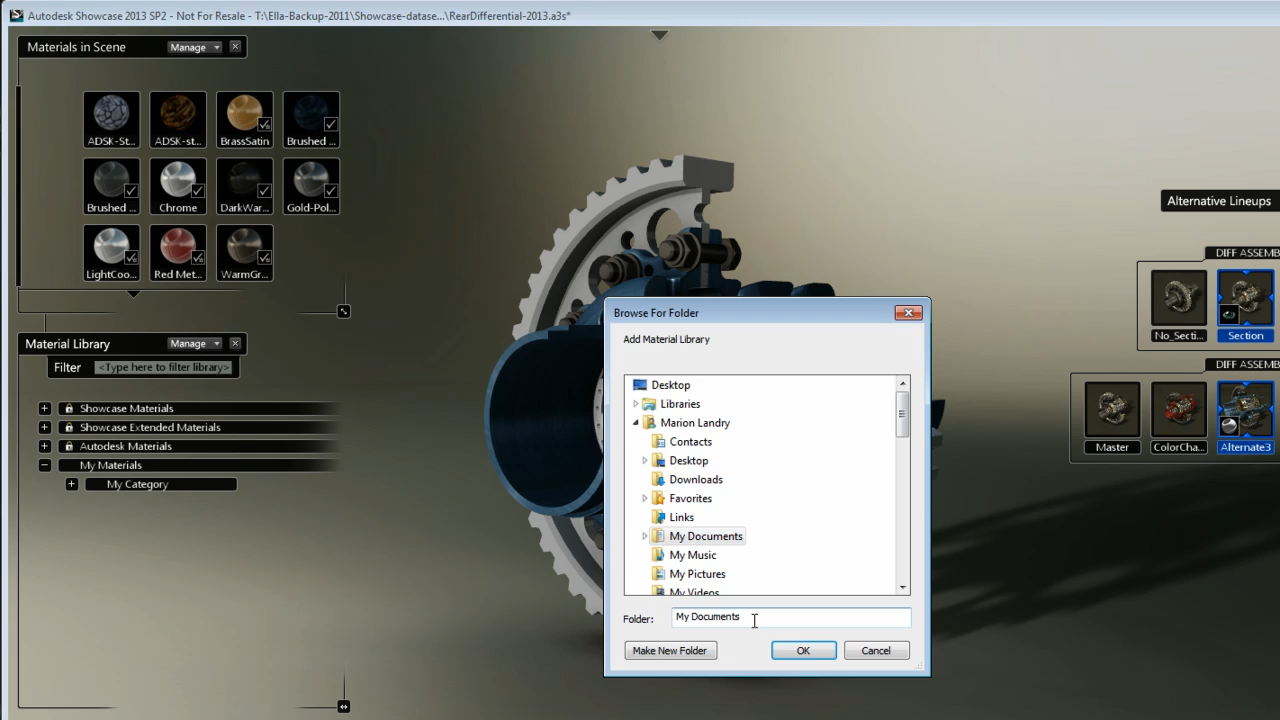 Autodesk Showcase 2013 SP2 - Not For Resale - T:\Ella-Backup-2011\Showcase-datase...\RearDifferential-2013.a3s*
Materials in Scene
Manage
ADSK-St...
ADSK-st...
BrassSatin
Brushed ...
Brushed ...
Chrome
DarkWar...
Gold-Pol...
LightCoo...
Red Met...
WarmGr...
Material Library
Manage
Filter
<Type here to filter library>
Showcase Materials
Showcase Extended Materials
Autodesk Materials
My Materials
My Category
Browse For Folder
Add Material Library
Desktop
Libraries
Marion Landry
Contacts
Desktop
Downloads
Favorites
Links
My Documents
My Music
My Pictures
My Videos
Folder:
My Documents
Make New Folder
OK
Cancel
Alternative Lineups
DIFF ASSEMB
No_Secti...
Section
DIFF ASSEMB
Master
ColorCha...
Alternate3